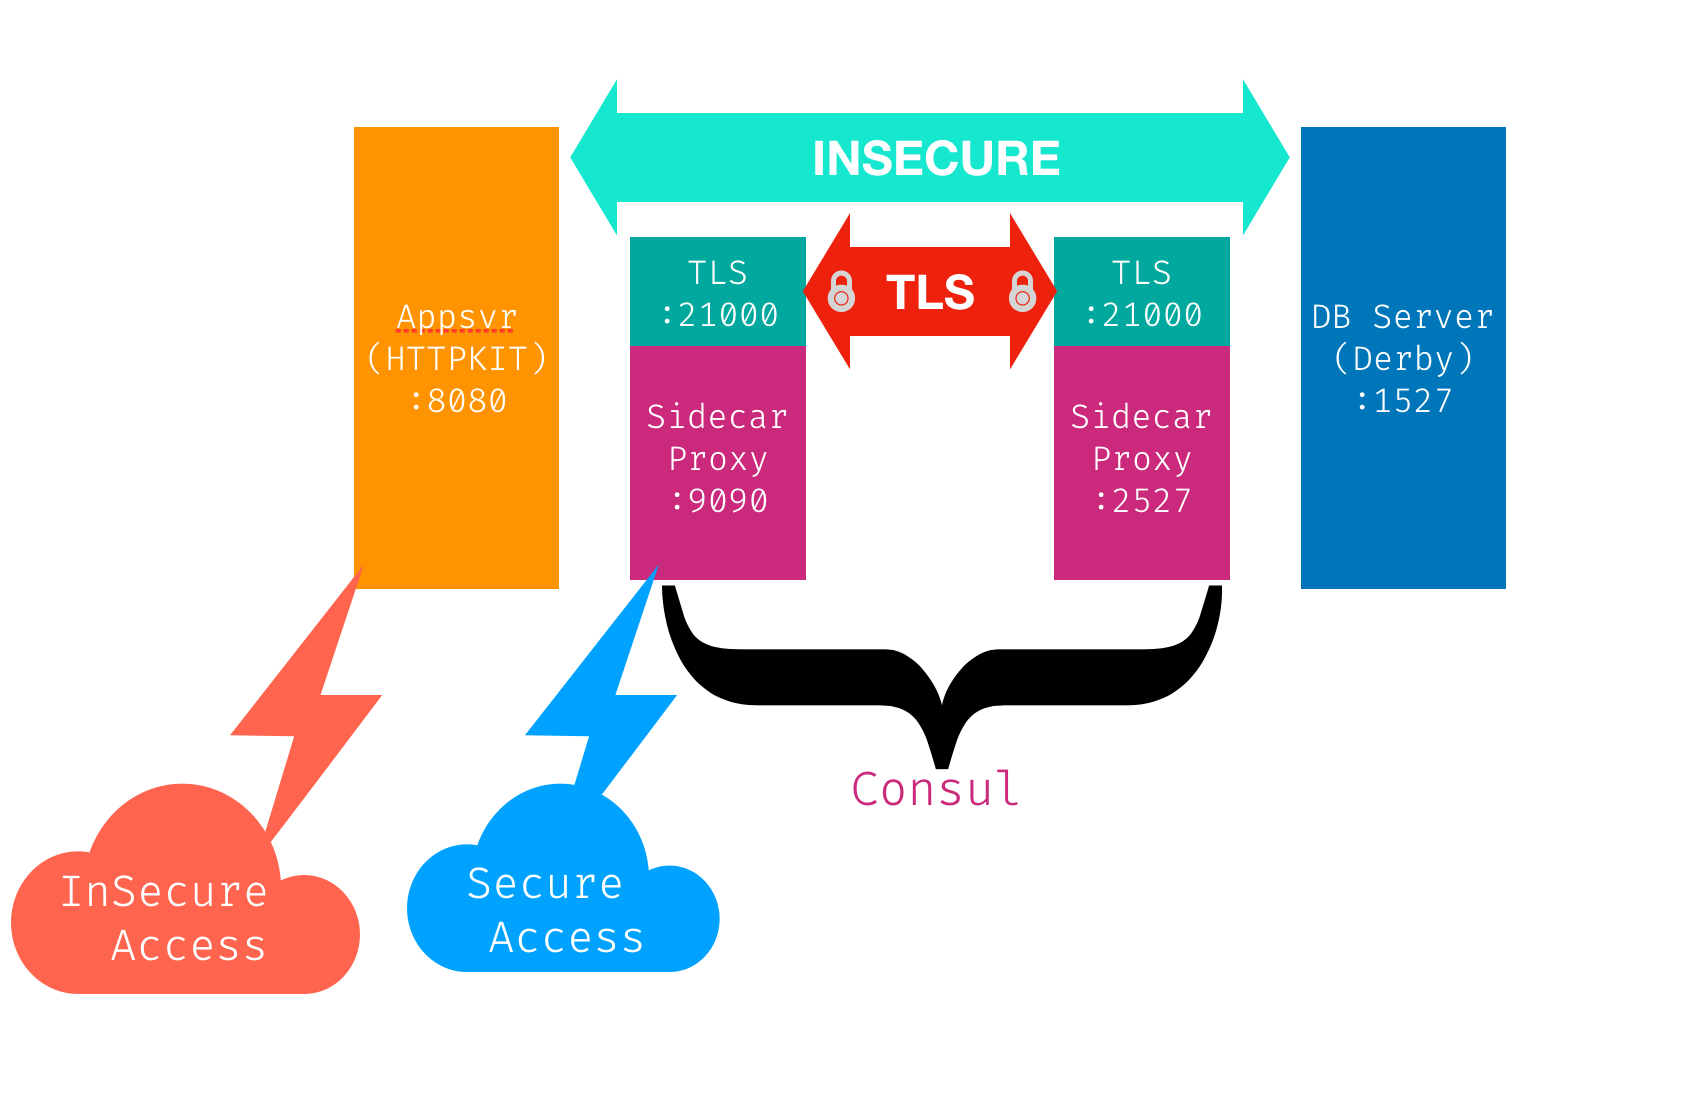 INSECURE
Appsvr
(HTTPKIT)
:8080
TLS
:21000
Sidecar
Proxy
:9090
TLS
TLS
:21000
Sidecar
Proxy
:2527
DB Server
(Derby)
:1527
Consul
InSecure
Access
Secure
Access